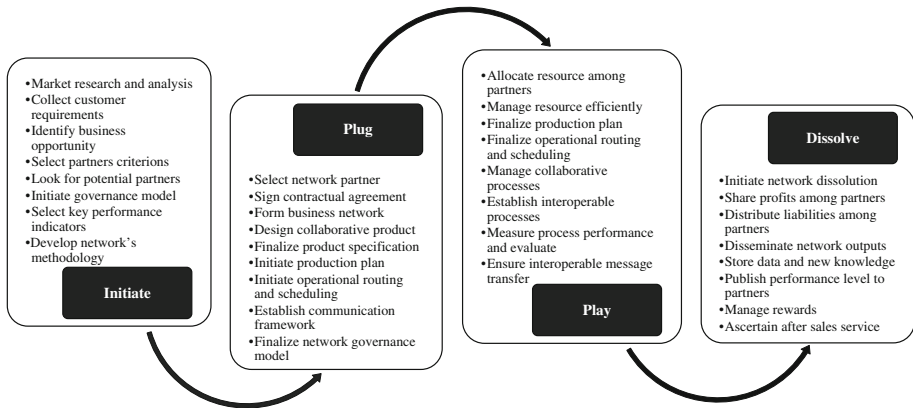 •Market research and analysis
•Collect customer
requirements
•Identify business
opportunity
•Select partners criterions
•Look for potential partners
•Initiate governance model
•Select key performance
indicators
•Develop network's
methodology
Initiate
Plug
•Select network partner
•Sign contractual agreement
•Form business network
•Design collaborative product
•Finalize product specification
•Initiate production plan
•Initiate operational routing
and scheduling
•Establish communication
framework
•Finalize network governance
model
•Allocate resource among
partners
•Manage resource efficiently
•Finalize production plan
•Finalize operational routing
and scheduling
•Manage collaborative
processes
•Establish interoperable
processes
•Measure process performance
and evaluate
•Ensure interoperable message
transfer
Play
Dissolve
•Initiate network dissolution
•Share profits among partners
•Distribute liabilities among
partners
•Disseminate network outputs
•Store data and new knowledge
•Publish performance level to
partners
•Manage rewards
•Ascertain after sales service